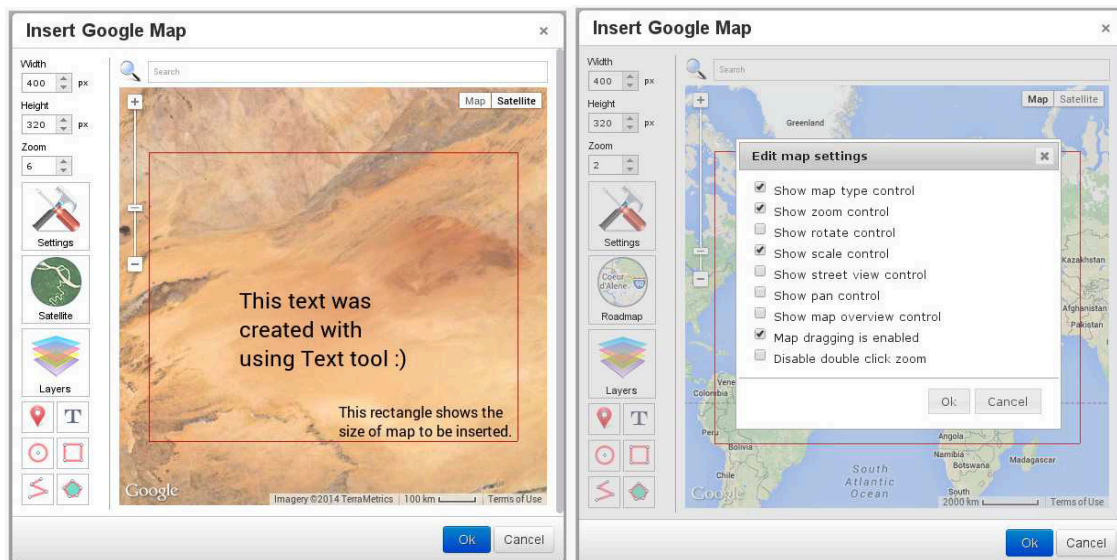 Insert Google Map
×
Width
400 px
Search
Height
320 px
Zoom
6
Map Satellite
+
−
Settings
Satellite
Layers
T
This text was
created with
using Text tool :)
This rectangle shows the
size of map to be inserted.
Google
Imagery ©2014 TerraMetrics 100 km Terms of Use
Ok Cancel
Insert Google Map
×
Width
400 px
Search
Height
320 px
Zoom
2
Map Satellite
+
−
Greenland
Edit map settings
×
Show map type control
Show zoom control
Show rotate control
Show scale control
Show street view control
Show pan control
Show map overview control
Map dragging is enabled
Disable double click zoom
Ok Cancel
Settings
Coeur
d'Alene
90
Roadmap
Layers
T
Kazakhstan
Afghanistan
Pakistan
Vene
Colombia
Peru
Bolivia
Chile
Angola
Namibia
Botswana
Madagascar
South
Atlantic
Ocean
South
Google
2000 km Terms of Use
Ok Cancel